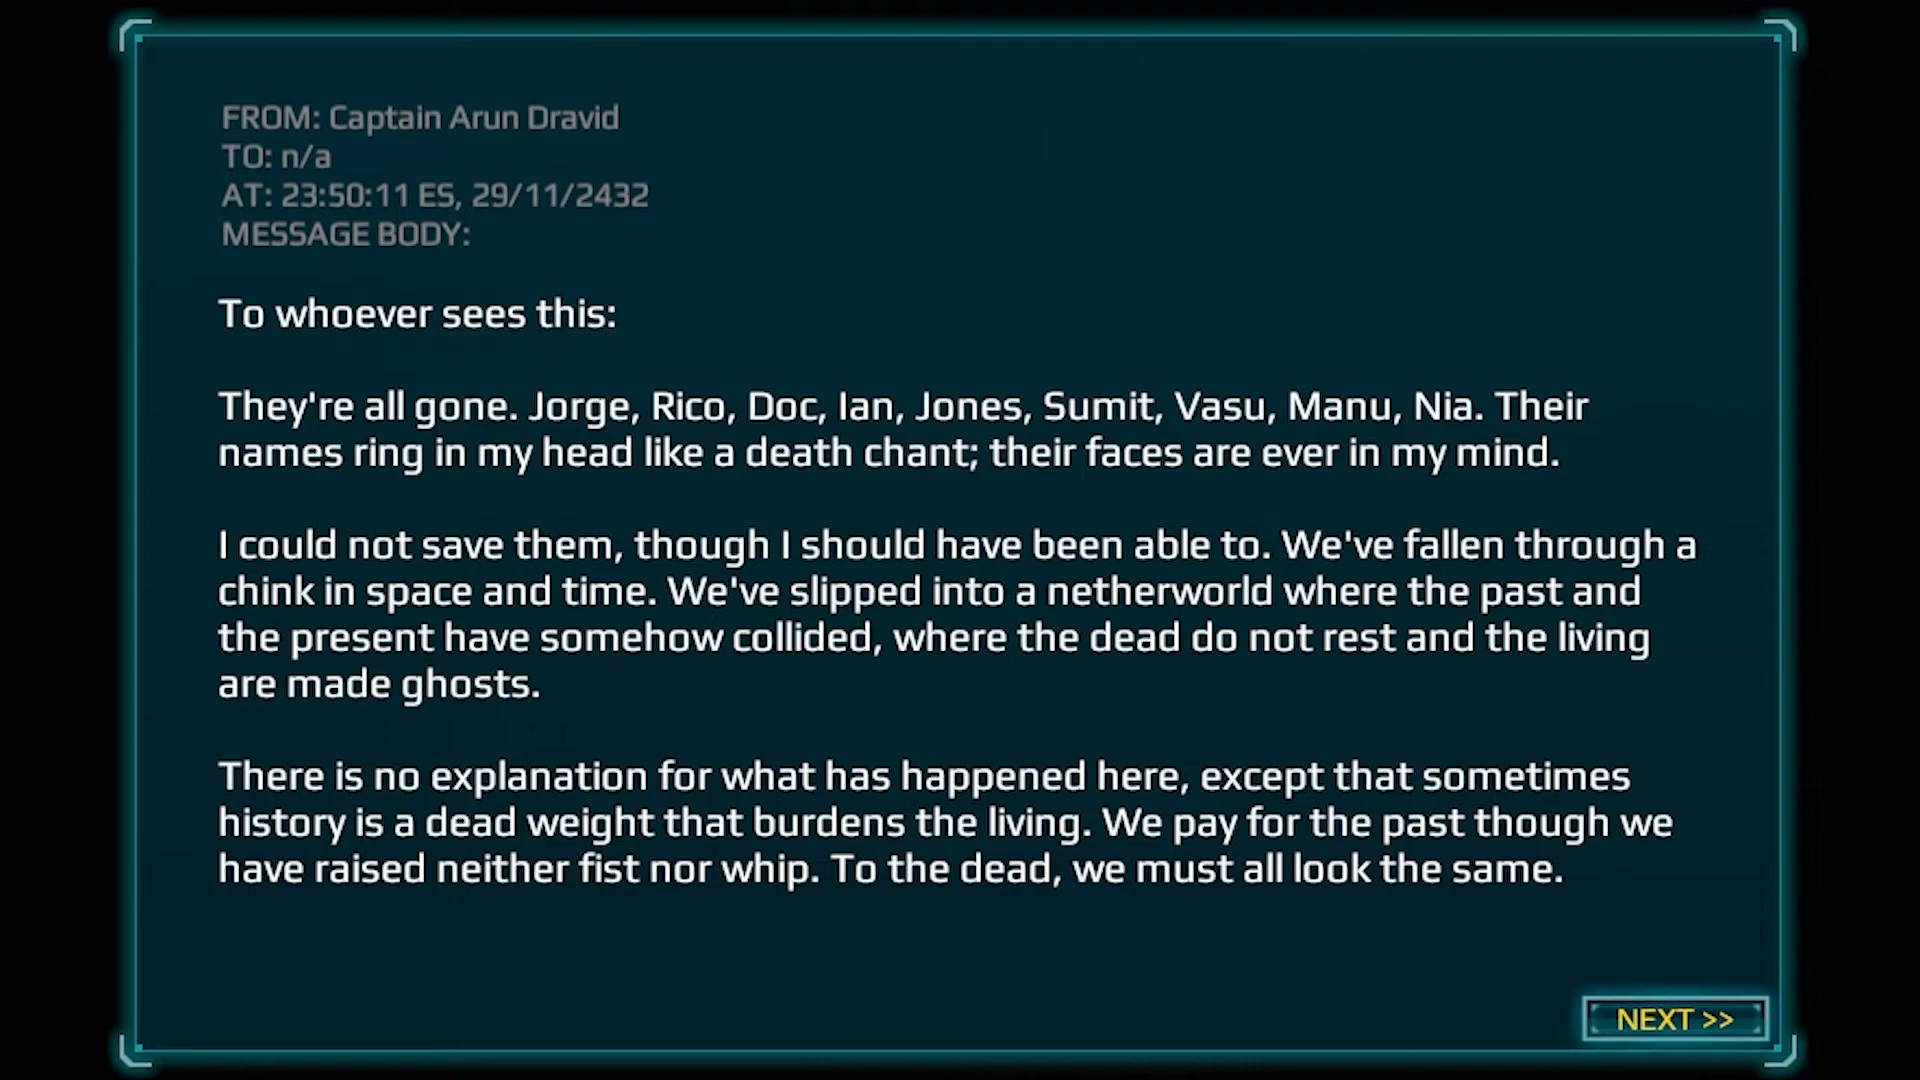 FROM: Captain Arun Dravid
TO: n/a
AT: 23:50:11 ES, 29/11/2432
MESSAGE BODY:
To whoever sees this:
They're all gone. Jorge, Rico, Doc, Ian, Jones, Sumit, Vasu, Manu, Nia. Their
names ring in my head like a death chant; their faces are ever in my mind.
I could not save them, though I should have been able to. We've fallen through a
chink in space and time. We've slipped into a netherworld where the past and
the present have somehow collided, where the dead do not rest and the living
are made ghosts.
There is no explanation for what has happened here, except that sometimes
history is a dead weight that burdens the living. We pay for the past though we
have raised neither fist nor whip. To the dead, we must all look the same.
NEXT >>